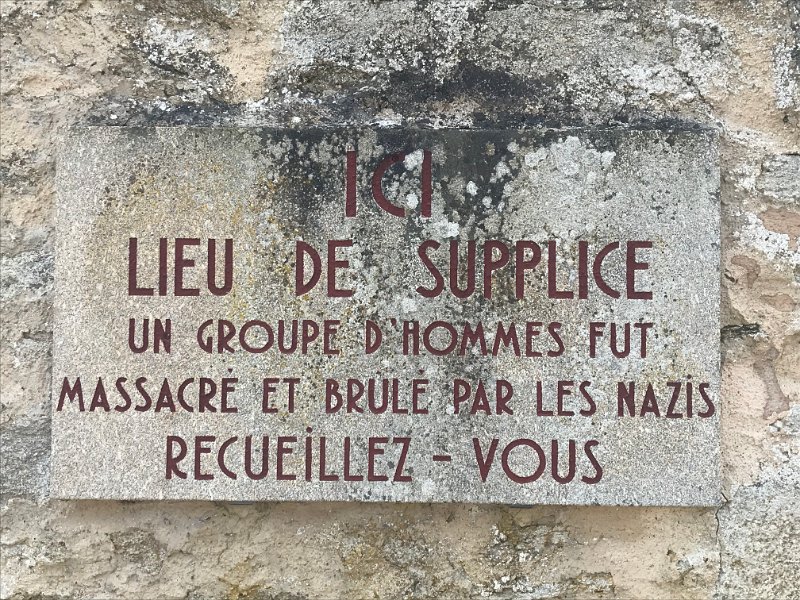 ICI
LIEU DE SUPPLICE
UN GROUPE D'HOMMES FUT
MASSACRÉ ET BRULÉ PAR LES NAZIS
RECUEILLEZ - VOUS